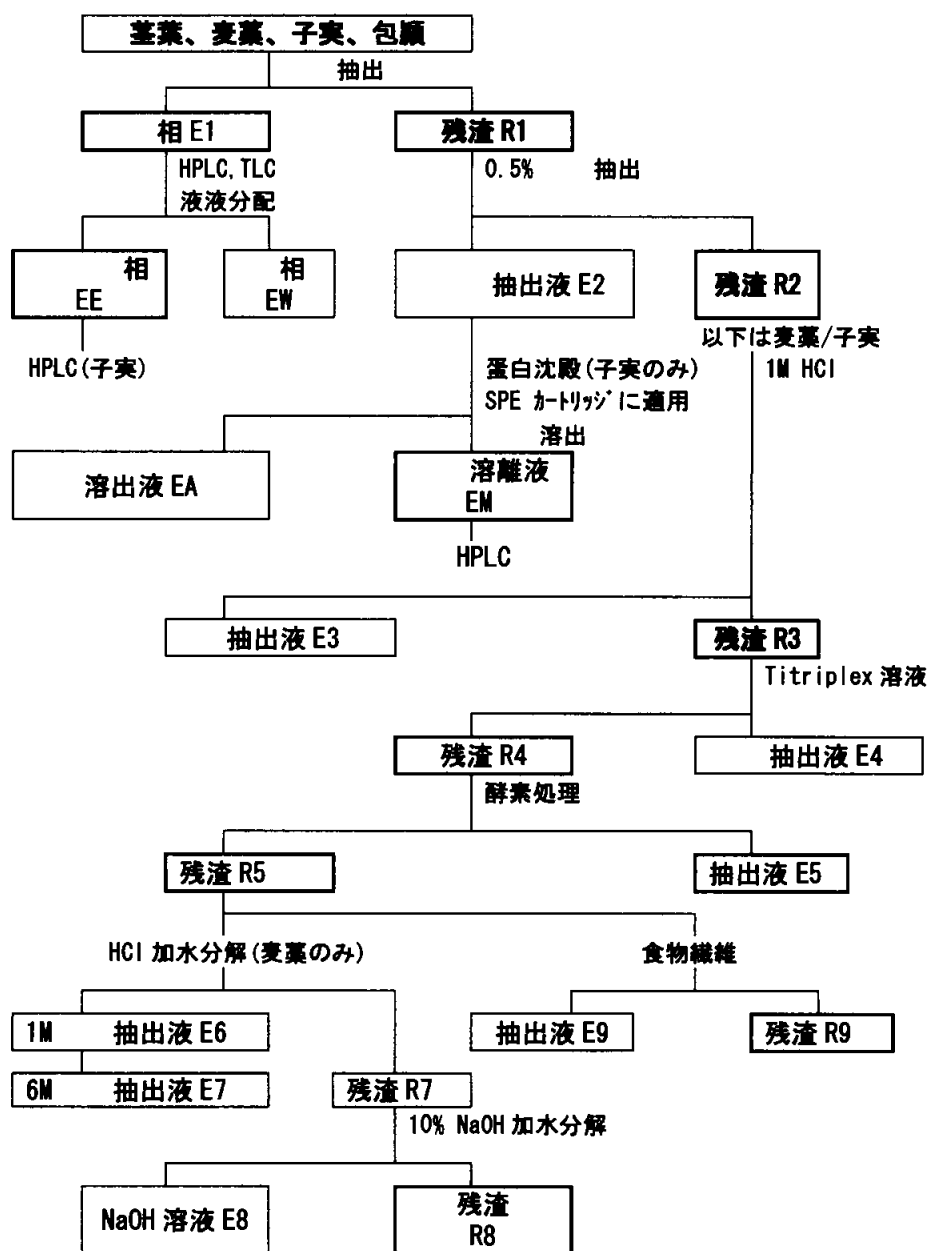 茎葉、麦藁、子実、包穎
抽出
相 E1
残渣 R1
HPLC, TLC
液液分配
0.5% 抽出
相
EE
相
EW
抽出液 E2
残渣 R2
HPLC(子実)
以下は麦藁/子実
1M HCl
蛋白沈殿(子実のみ)
SPE カートリッジに適用
溶出
溶出液 EA
溶離液
EM
HPLC
抽出液 E3
残渣 R3
Titriplex 溶液
残渣 R4
抽出液 E4
酵素処理
残渣 R5
抽出液 E5
HCl 加水分解(麦藁のみ)
食物繊維
1M 抽出液 E6
抽出液 E9
残渣 R9
6M 抽出液 E7
残渣 R7
10% NaOH 加水分解
NaOH 溶液 E8
残渣
R8